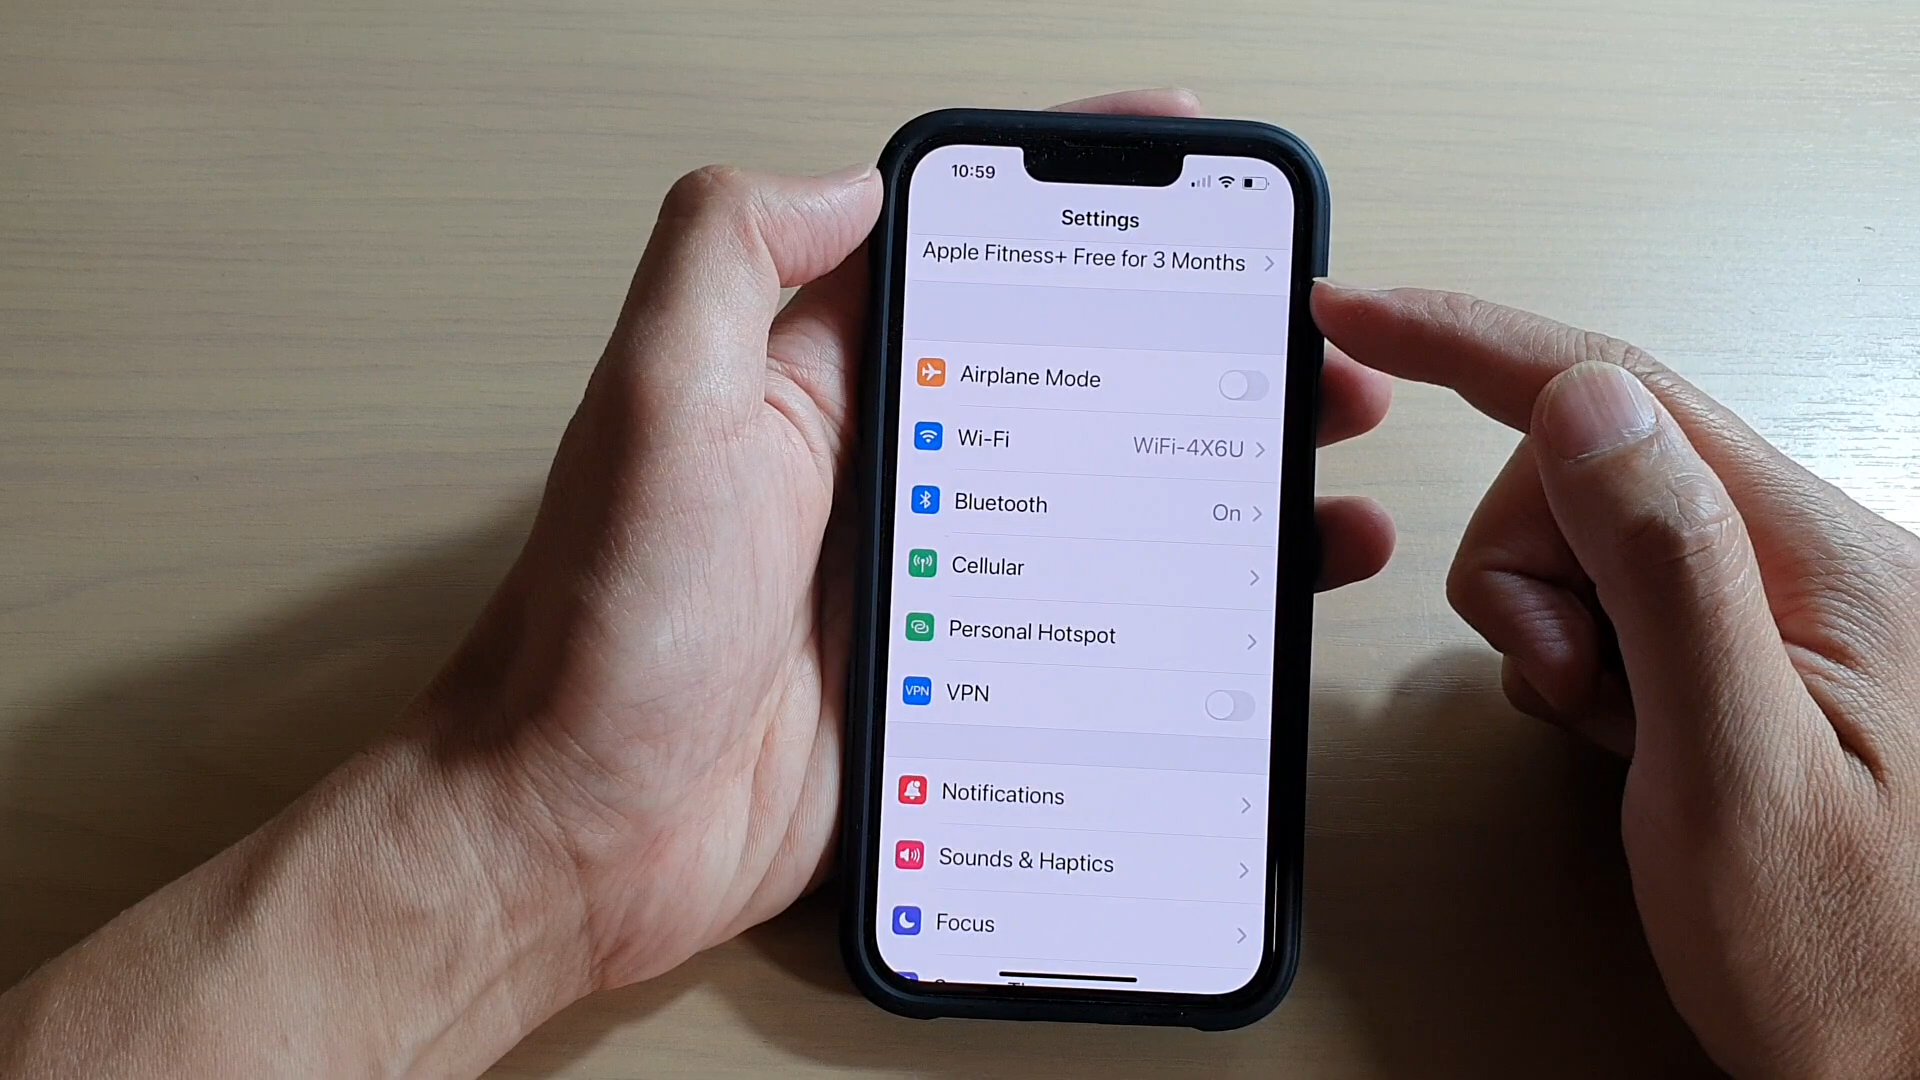 10:59
Settings
Apple Fitness+ Free for 3 Months
Airplane Mode
Wi-Fi WiFi-4X6U
Bluetooth On
Cellular
Personal Hotspot
VPN VPN
Notifications
Sounds & Haptics
Focus